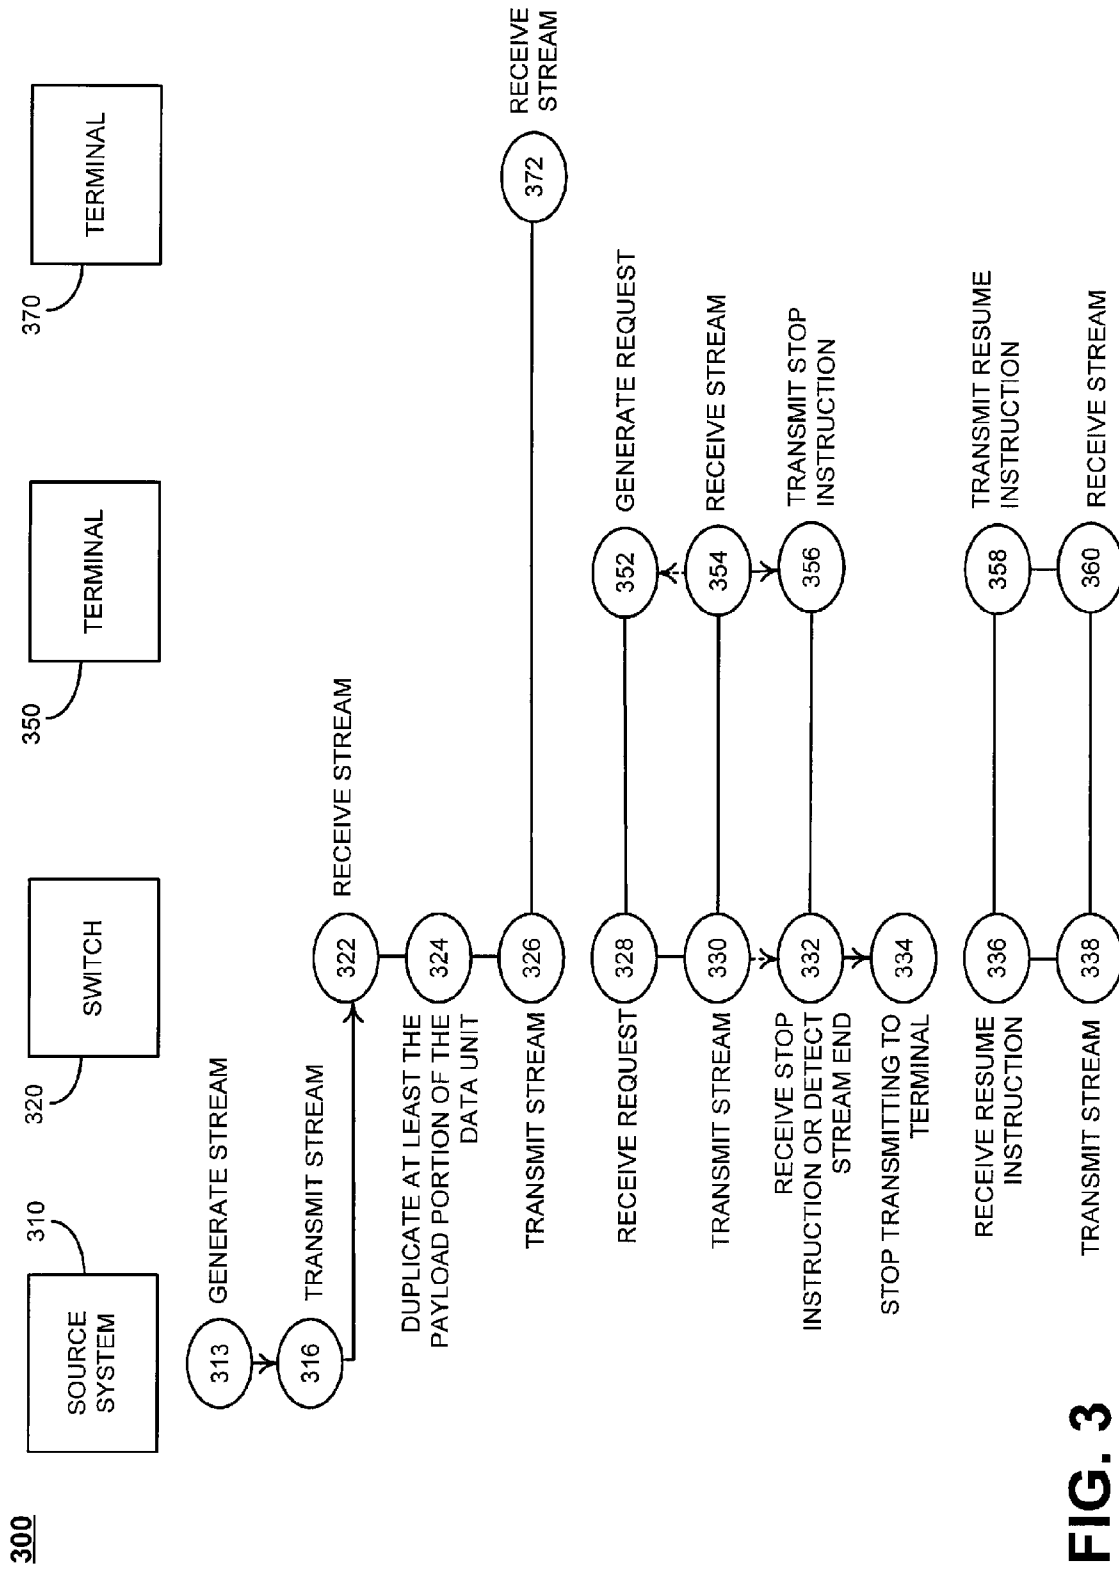 300
310
320
350
370
SOURCE
SYSTEM
SWITCH
TERMINAL
TERMINAL
313
GENERATE STREAM
316
TRANSMIT STREAM
322
RECEIVE STREAM
DUPLICATE AT LEAST THE
PAYLOAD PORTION OF THE
DATA UNIT
324
TRANSMIT STREAM
326
372
RECEIVE
STREAM
RECEIVE REQUEST
328
352
GENERATE REQUEST
TRANSMIT STREAM
330
354
RECEIVE STREAM
RECEIVE STOP
INSTRUCTION OR DETECT
STREAM END
332
356
TRANSMIT STOP
INSTRUCTION
STOP TRANSMITTING TO
TERMINAL
334
RECEIVE RESUME
INSTRUCTION
336
358
TRANSMIT RESUME
INSTRUCTION
TRANSMIT STREAM
338
360
RECEIVE STREAM
FIG. 3